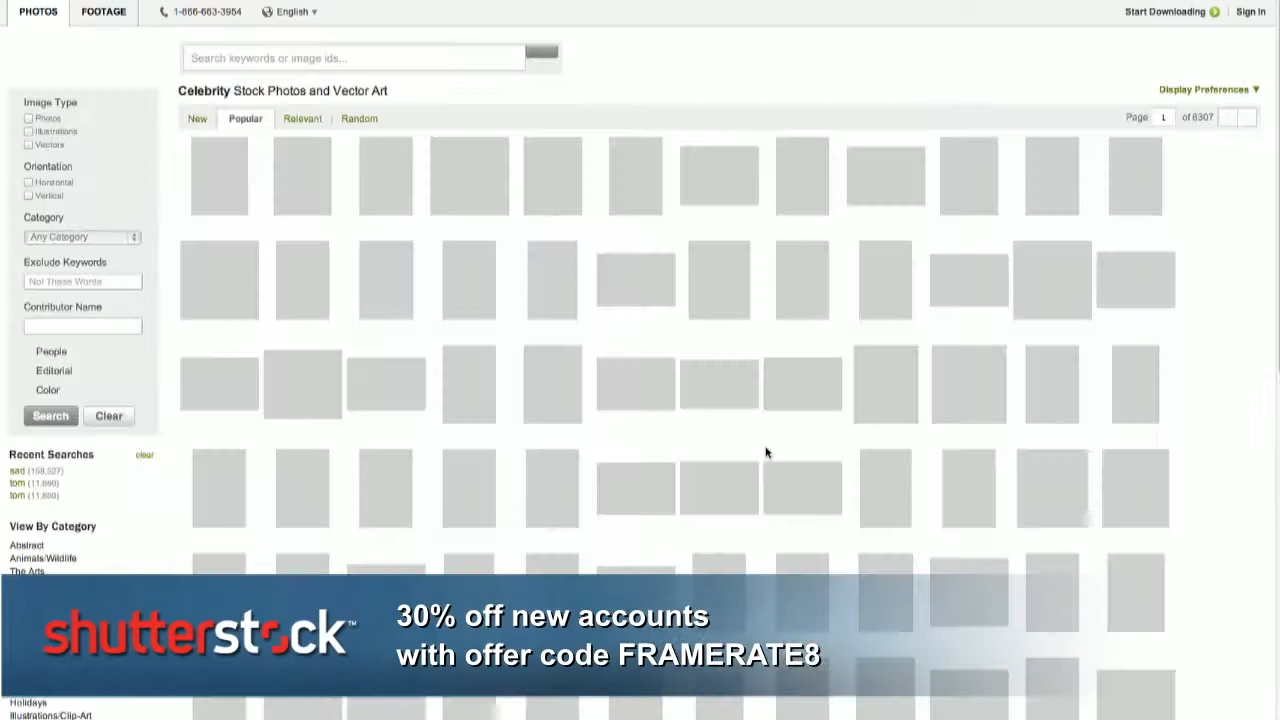 PHOTOS
FOOTAGE
1-866-663-3954
English
Start Downloading
Sign In
Search keywords or image ids...
Celebrity Stock Photos and Vector Art
Display Preferences
New
Popular
Relevant
Random
Page 1 of 8307
Image Type
Photos
Illustrations
Vectors
Orientation
Horizontal
Vertical
Category
Any Category
Exclude Keywords
Not These Words
Contributor Name
People
Editorial
Color
Search
Clear
Recent Searches
clear
sad (158,327)
tom (11,880)
tom (11,880)
View By Category
Abstract
Animals/Wildlife
The Arts
shutterstock™
30% off new accounts
with offer code FRAMERATE8
Holidays
Illustrations/Clip-Art